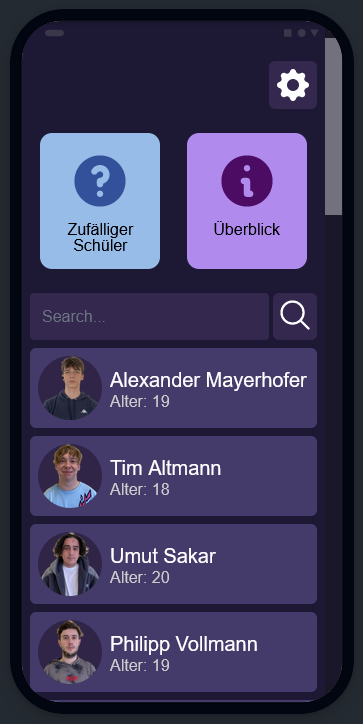 Zufälliger
Schüler
Überblick
Search...
Alexander Mayerhofer
Alter: 19
Tim Altmann
Alter: 18
Umut Sakar
Alter: 20
Philipp Vollmann
Alter: 19